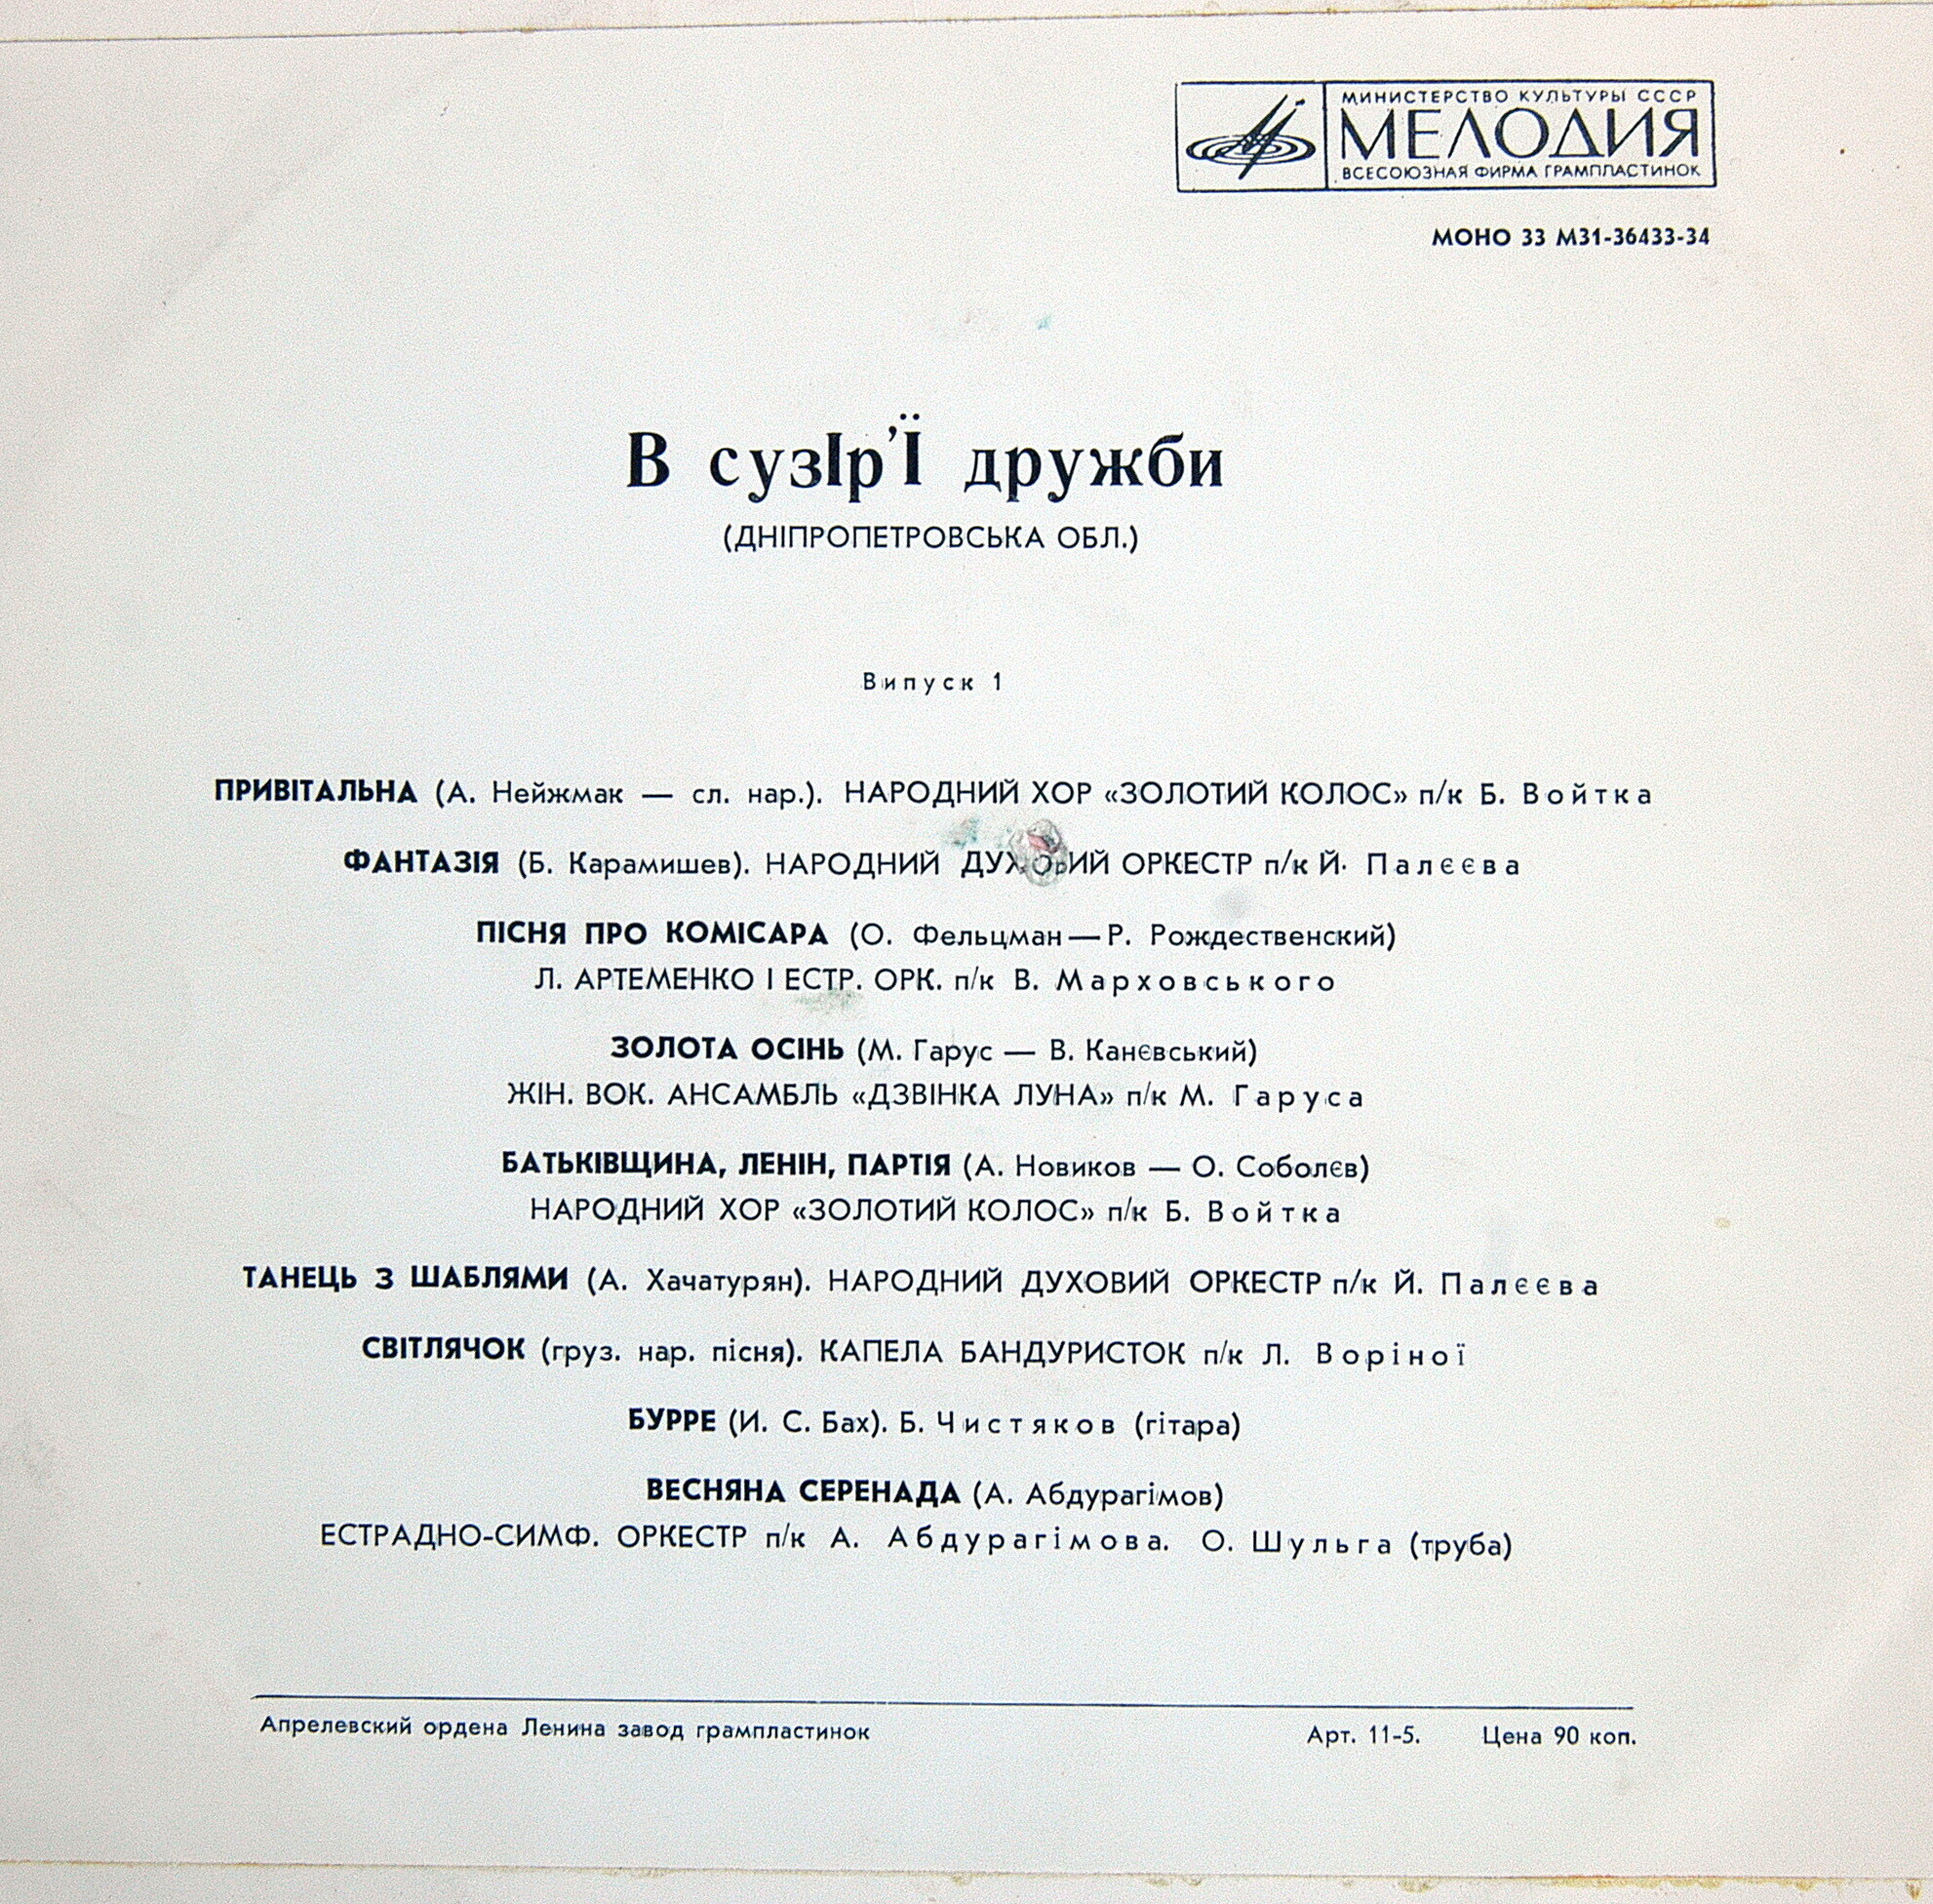 МИНИСТЕРСТВО КУЛЬТУРЫ СССР
МЕЛОДИЯ
ВСЕСОЮЗНАЯ ФИРМА ГРАМПЛАСТИНОК
МОНО 33 М31-36433-34
В сузІр'Ї дружби
(ДНІПРОПЕТРОВСЬКА ОБЛ.)
Випуск 1
ПРИВІТАЛЬНА (А. Нейжмак — сл. нар.). НАРОДНИЙ ХОР «ЗОЛОТИЙ КОЛОС» п/к Б. Войтка
ФАНТАЗІЯ (Б. Карамишев). НАРОДНИЙ ДУХОВИЙ ОРКЕСТР п/к Й. Палєєва
ПІСНЯ ПРО КОМІСАРА (О. Фельцман — Р. Рождественский)
Л. АРТЕМЕНКО І ЕСТР. ОРК. п/к В. Марховського
ЗОЛОТА ОСІНЬ (М. Гарус — В. Канєвський)
ЖІН. ВОК. АНСАМБЛЬ «ДЗВІНКА ЛУНА» п/к М. Гаруса
БАТЬКІВЩИНА, ЛЕНІН, ПАРТІЯ (А. Новиков — О. Соболєв)
НАРОДНИЙ ХОР «ЗОЛОТИЙ КОЛОС» п/к Б. Войтка
ТАНЕЦЬ З ШАБЛЯМИ (А. Хачатурян). НАРОДНИЙ ДУХОВИЙ ОРКЕСТР п/к Й. Палєєва
СВІТЛЯЧОК (груз. нар. пісня). КАПЕЛА БАНДУРИСТОК п/к Л. Воріної
БУРРЕ (И. С. Бах). Б. Чистяков (гітара)
ВЕСНЯНА СЕРЕНАДА (А. Абдурагімов)
ЕСТРАДНО-СИМФ. ОРКЕСТР п/к А. Абдурагімова. О. Шульга (труба)
Апрелевский ордена Ленина завод грампластинок
Арт. 11-5. Цена 90 коп.